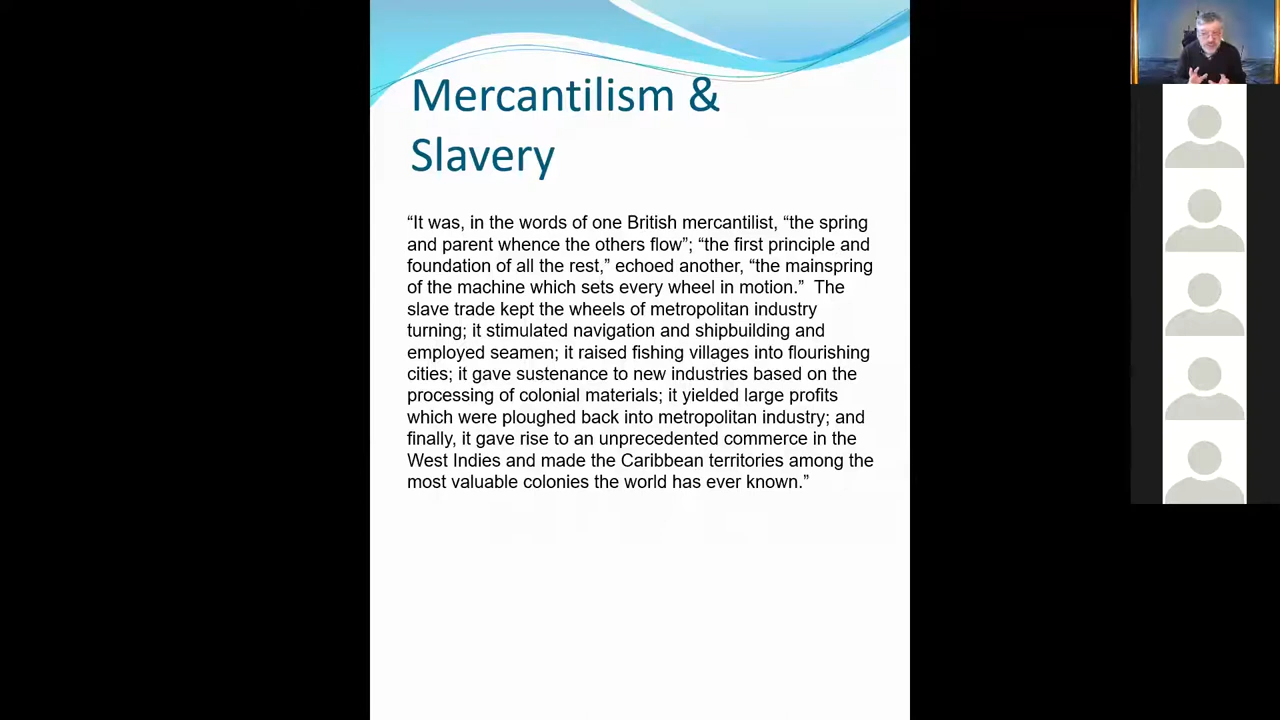 Mercantilism &
Slavery
“It was, in the words of one British mercantilist, “the spring
and parent whence the others flow”; “the first principle and
foundation of all the rest,” echoed another, “the mainspring
of the machine which sets every wheel in motion.”  The
slave trade kept the wheels of metropolitan industry
turning; it stimulated navigation and shipbuilding and
employed seamen; it raised fishing villages into flourishing
cities; it gave sustenance to new industries based on the
processing of colonial materials; it yielded large profits
which were ploughed back into metropolitan industry; and
finally, it gave rise to an unprecedented commerce in the
West Indies and made the Caribbean territories among the
most valuable colonies the world has ever known.”